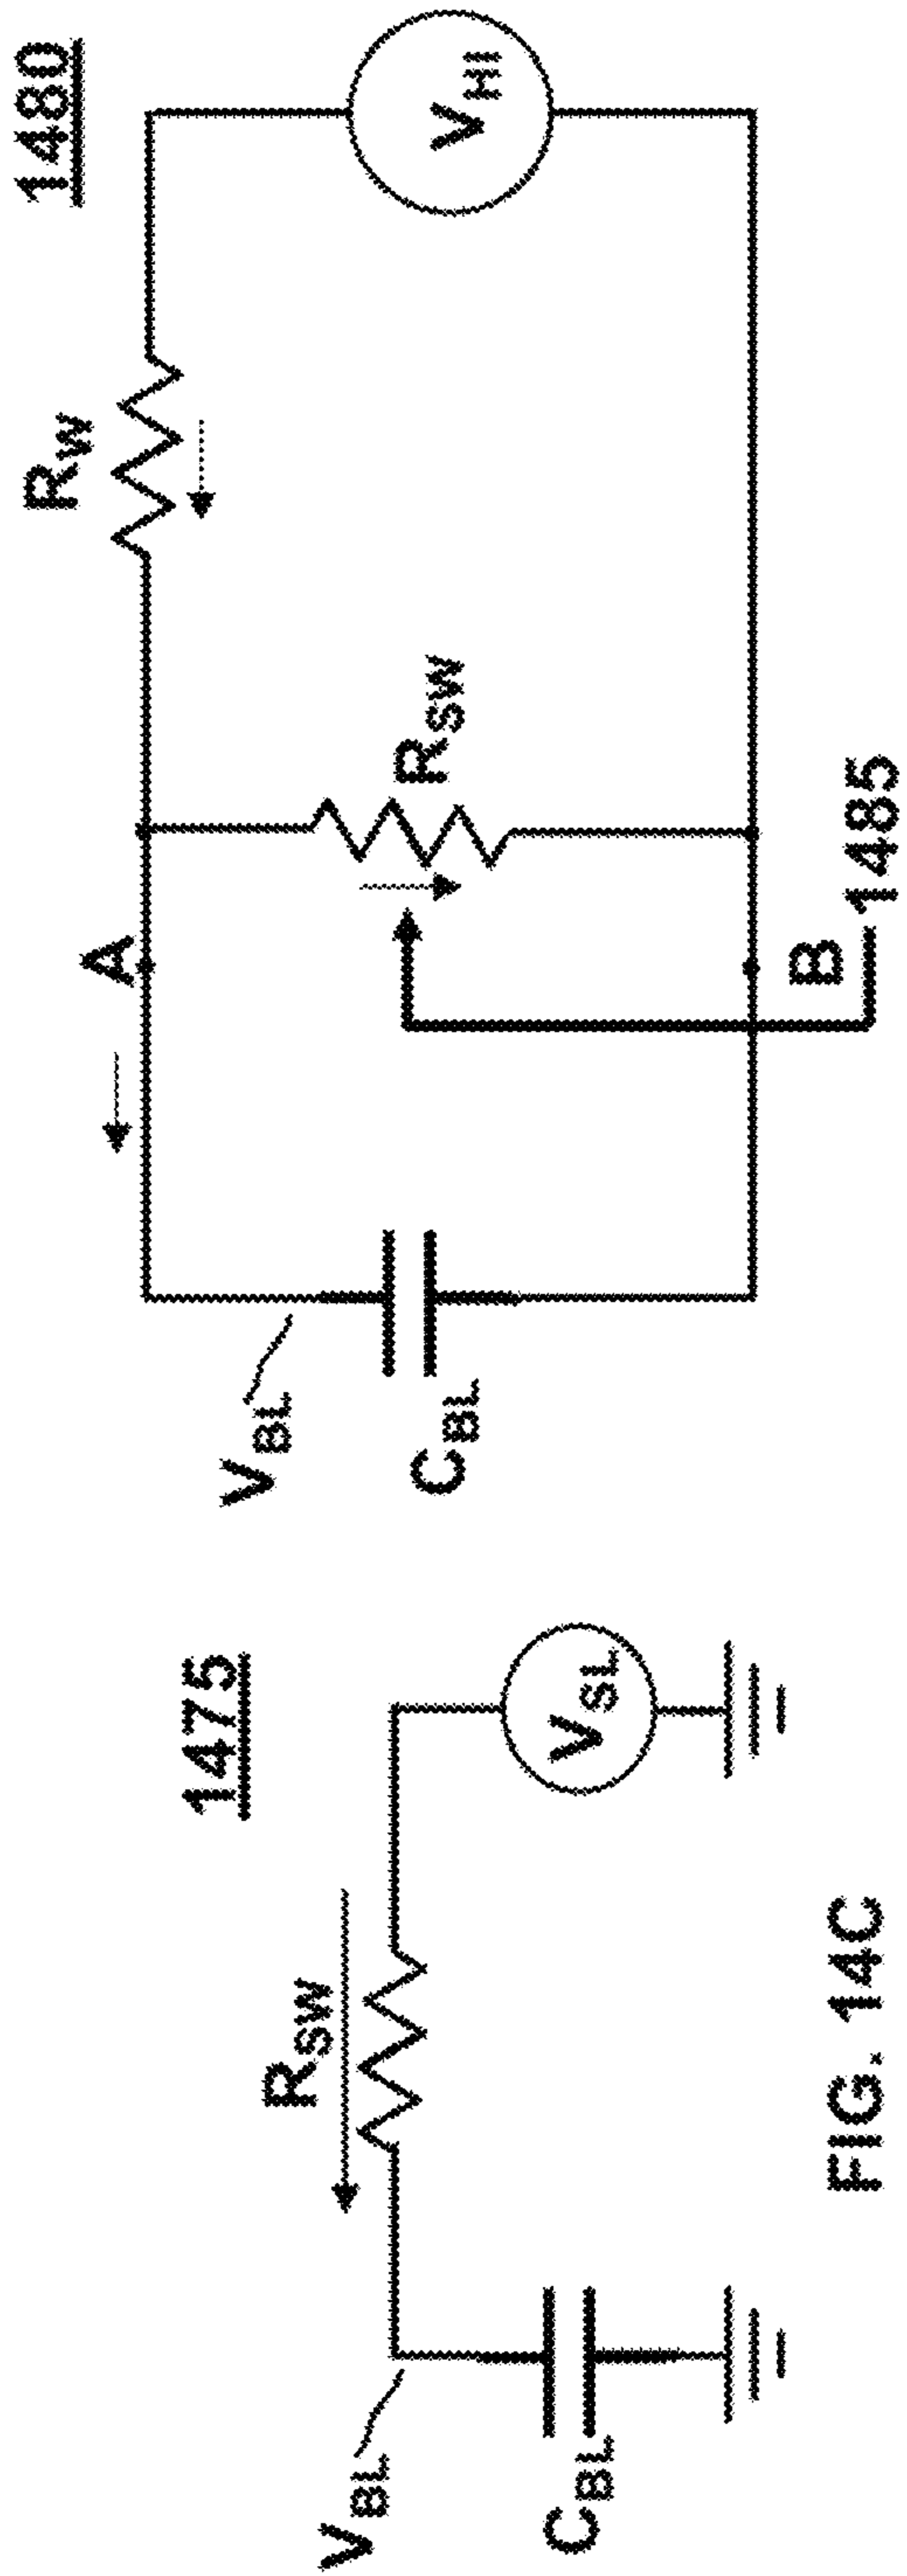 1475
R_SW
V_BL
V_SL
C_BL
FIG. 14C
1480
R_W
A
V_BL
R_SW
V_HI
C_BL
B
1485